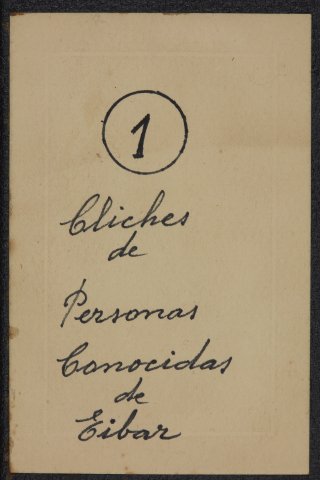 1
Cliches
de
Personas
Conocidas
de
Eibar